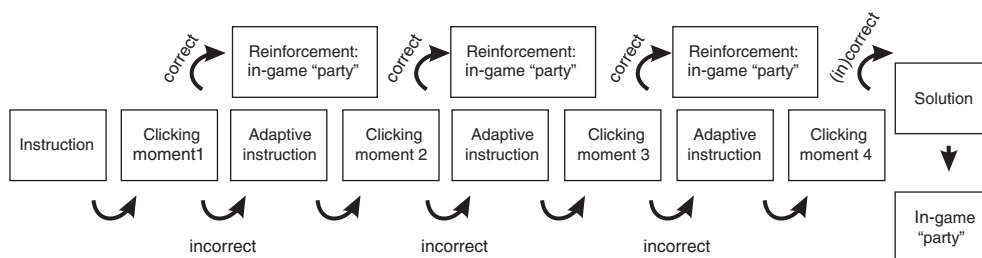 correct
Reinforcement:
in-game “party”
correct
Reinforcement:
in-game “party”
correct
Reinforcement:
in-game “party”
(in)correct
Solution
Instruction
Clicking
moment1
Adaptive
instruction
Clicking
moment 2
Adaptive
instruction
Clicking
moment 3
Adaptive
instruction
Clicking
moment 4
In-game
“party”
incorrect
incorrect
incorrect